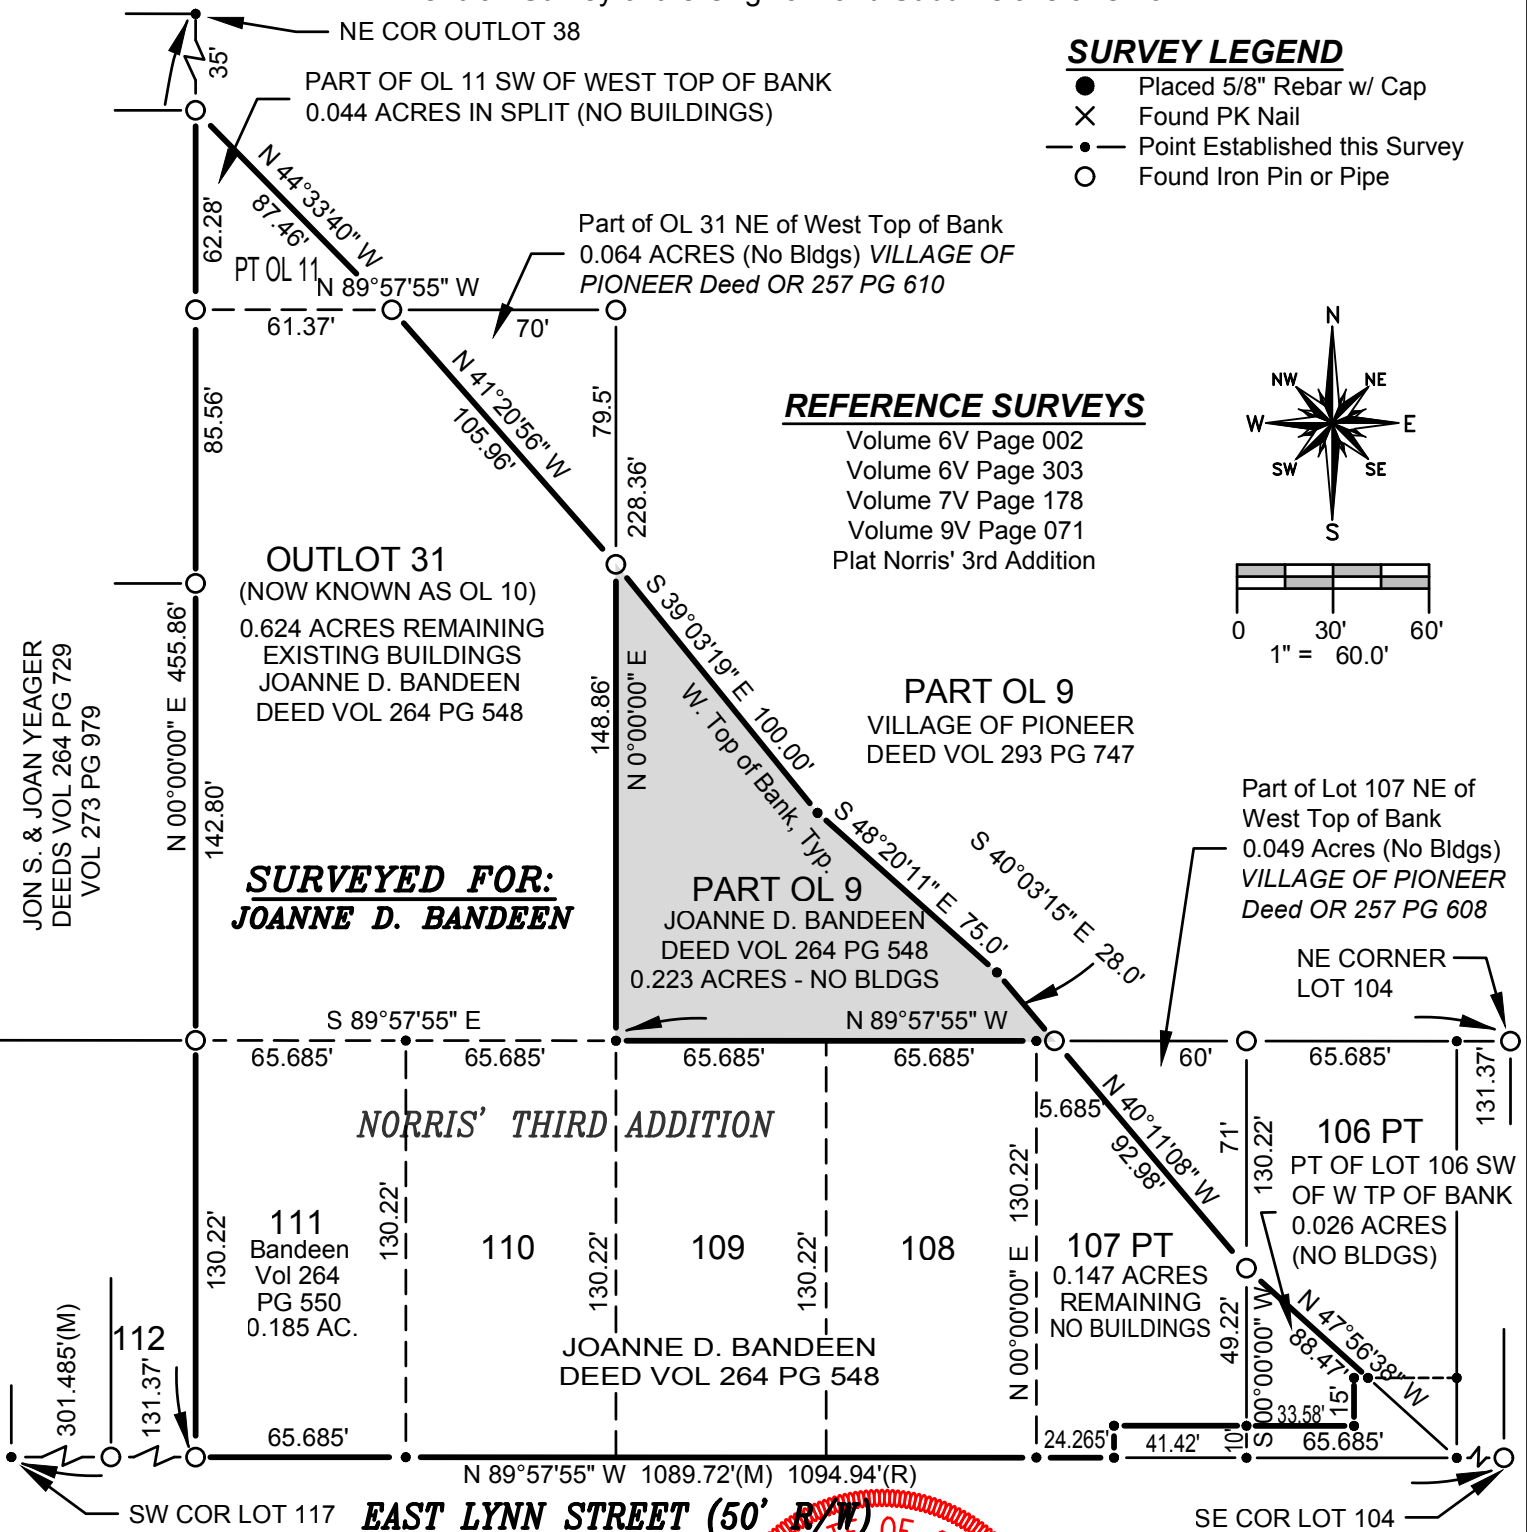 NE COR OUTLOT 38
35'
PART OF OL 11 SW OF WEST TOP OF BANK
0.044 ACRES IN SPLIT (NO BUILDINGS)
SURVEY LEGEND
Placed 5/8" Rebar w/ Cap
Found PK Nail
Point Established this Survey
Found Iron Pin or Pipe
N 44°33'40" W
87.46'
62.28'
PT OL 11
N 89°57'55" W
61.37'
70'
Part of OL 31 NE of West Top of Bank
0.064 ACRES (No Bldgs) VILLAGE OF
PIONEER Deed OR 257 PG 610
N 41°20'56" W
105.96'
79.5'
228.36'
85.56'
REFERENCE SURVEYS
Volume 6V Page 002
Volume 6V Page 303
Volume 7V Page 178
Volume 9V Page 071
Plat Norris' 3rd Addition
N
NE
E
SE
S
SW
W
NW
0 30' 60'
1" = 60.0'
OUTLOT 31
(NOW KNOWN AS OL 10)
0.624 ACRES REMAINING
EXISTING BUILDINGS
JOANNE D. BANDEEN
DEED VOL 264 PG 548
JON S. & JOAN YEAGER
DEEDS VOL 264 PG 729
VOL 273 PG 979
N 00°00'00" E 455.86'
142.80'
148.86'
N 0°00'00" E
S 39°03'19" E 100.00'
W. Top of Bank, Typ.
PART OL 9
VILLAGE OF PIONEER
DEED VOL 293 PG 747
S 48°20'11" E 75.0'
S 40°03'15" E 28.0'
Part of Lot 107 NE of
West Top of Bank
0.049 Acres (No Bldgs)
VILLAGE OF PIONEER
Deed OR 257 PG 608
SURVEYED FOR:
JOANNE D. BANDEEN
PART OL 9
JOANNE D. BANDEEN
DEED VOL 264 PG 548
0.223 ACRES - NO BLDGS
NE CORNER
LOT 104
S 89°57'55" E
N 89°57'55" W
65.685'
65.685'
65.685'
65.685'
60'
65.685'
131.37'
5.685'
NORRIS' THIRD ADDITION
N 40°11'08" W
92.98'
71'
130.22'
106 PT
PT OF LOT 106 SW
OF W TP OF BANK
0.026 ACRES
(NO BLDGS)
130.22'
111
Bandeen
Vol 264
PG 550
0.185 AC.
130.22'
110
130.22'
109
130.22'
108
N 00°00'00" E 130.22'
107 PT
0.147 ACRES
REMAINING
NO BUILDINGS
49.22'
S 00°00'00" W
N 47°56'38" W
88.47'
JOANNE D. BANDEEN
DEED VOL 264 PG 548
301.485'(M)
112
131.37'
65.685'
24.265'
41.42'
10'
33.58'
15'
65.685'
N 89°57'55" W 1089.72'(M) 1094.94'(R)
SW COR LOT 117
EAST LYNN STREET (50' R/W)
SE COR LOT 104
OF